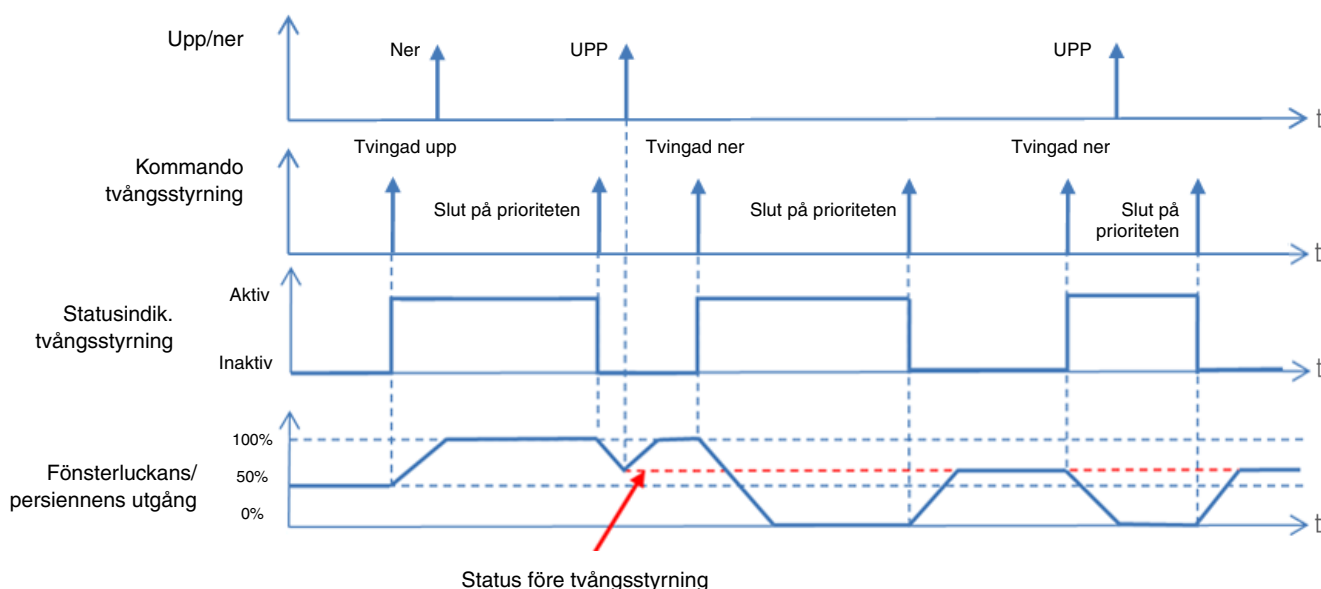 Upp/ner
Ner
UPP
UPP
t
Tvingad upp
Tvingad ner
Tvingad ner
Kommando
tvångsstyrning
Slut på prioriteten
Slut på prioriteten
Slut på
prioriteten
t
Statusindik.
tvångsstyrning
Aktiv
Inaktiv
t
Fönsterluckans/
persiennens utgång
100%
50%
0%
t
Status före tvångsstyrning